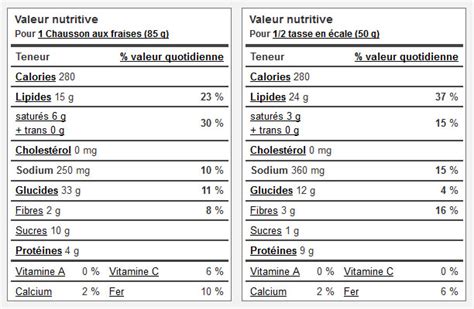 Valeur nutritive
Pour 1 Chausson aux fraises (85 g)
Teneur % valeur quotidienne
Calories 280
Lipides 15 g 23 %
saturés 6 g
+ trans 0 g 30 %
Cholestérol 0 mg
Sodium 250 mg 10 %
Glucides 33 g 11 %
Fibres 2 g 8 %
Sucres 10 g
Protéines 4 g
Vitamine A 0 % Vitamine C 6 %
Calcium 2 % Fer 10 %
Valeur nutritive
Pour 1/2 tasse en écale (50 g)
Teneur % valeur quotidienne
Calories 280
Lipides 24 g 37 %
saturés 3 g
+ trans 0 g 15 %
Cholestérol 0 mg
Sodium 360 mg 15 %
Glucides 12 g 4 %
Fibres 3 g 16 %
Sucres 1 g
Protéines 9 g
Vitamine A 0 % Vitamine C 0 %
Calcium 2 % Fer 6 %